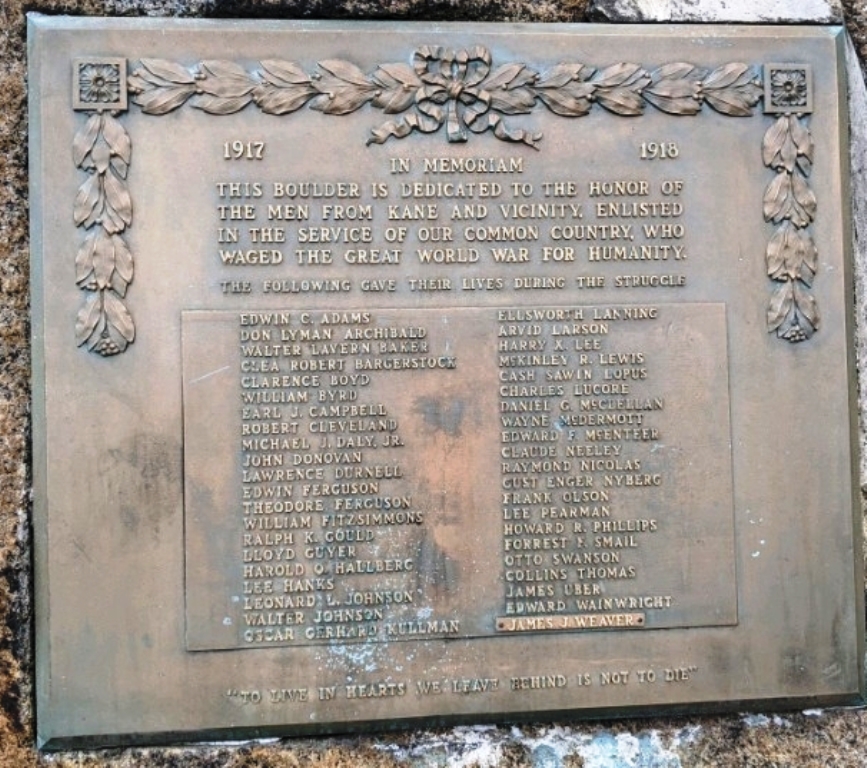 1917
1918
IN MEMORIAM
THIS BOULDER IS DEDICATED TO THE HONOR OF
THE MEN FROM KANE AND VICINITY, ENLISTED
IN THE SERVICE OF OUR COMMON COUNTRY, WHO
WAGED THE GREAT WORLD WAR FOR HUMANITY.
THE FOLLOWING GAVE THEIR LIVES DURING THE STRUGGLE
EDWIN C. ADAMS
DON LYMAN ARCHIBALD
WALTER LAVERN BAKER
CLEA ROBERT BARGERSTOCK
CLARENCE BOYD
WILLIAM BYRD
EARL J. CAMPBELL
ROBERT CLEVELAND
MICHAEL J. DALY, JR.
JOHN DONOVAN
LAWRENCE DURNELL
EDWIN FERGUSON
THEODORE FERGUSON
WILLIAM FITZSIMMONS
RALPH K. GOULD
LLOYD GUYER
HAROLD O. HALLBERG
LEE HANKS
LEONARD L. JOHNSON
WALTER JOHNSON
OSCAR GERHARD KULLMAN
ELLSWORTH LANNING
ARVID LARSON
HARRY X. LEE
MCKINLEY R. LEWIS
CASH SAWIN LOPUS
CHARLES LUCORE
DANIEL G. MCCLELLAN
WAYNE MCDERMOTT
EDWARD F. MCENTEER
CLAUDE NEELEY
RAYMOND NICOLAS
GUST ENGER NYBERG
FRANK OLSON
LEE PEARMAN
HOWARD R. PHILLIPS
FORREST F. SMAIL
OTTO SWANSON
COLLINS THOMAS
JAMES UBER
EDWARD WAINWRIGHT
JAMES J. WEAVER
"TO LIVE IN HEARTS WE LEAVE BEHIND IS NOT TO DIE"